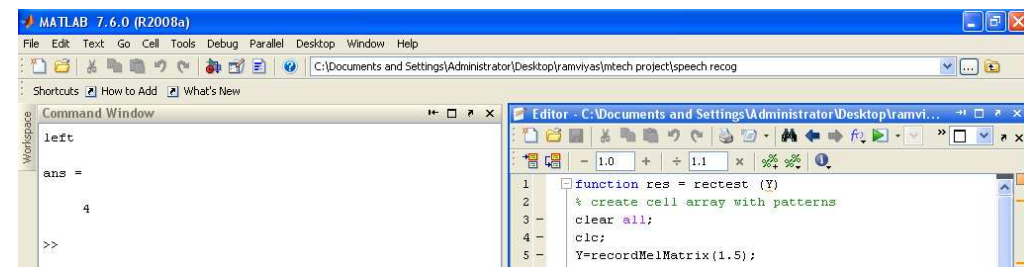 MATLAB 7.6.0 (R2008a)
File Edit Text Go Cell Tools Debug Parallel Desktop Window Help
C:\Documents and Settings\Administrator\Desktop\ramviyas\mtech project\speech recog
Shortcuts How to Add What's New
Workspace
Command Window
left
ans =
4
>>
Editor - C:\Documents and Settings\Administrator\Desktop\ramvi...
- 1.0 + ÷ 1.1 ×
1 function res = rectest (Y)
2 % create cell array with patterns
3 - clear all;
4 - clc;
5 - Y=recordMelMatrix(1.5);